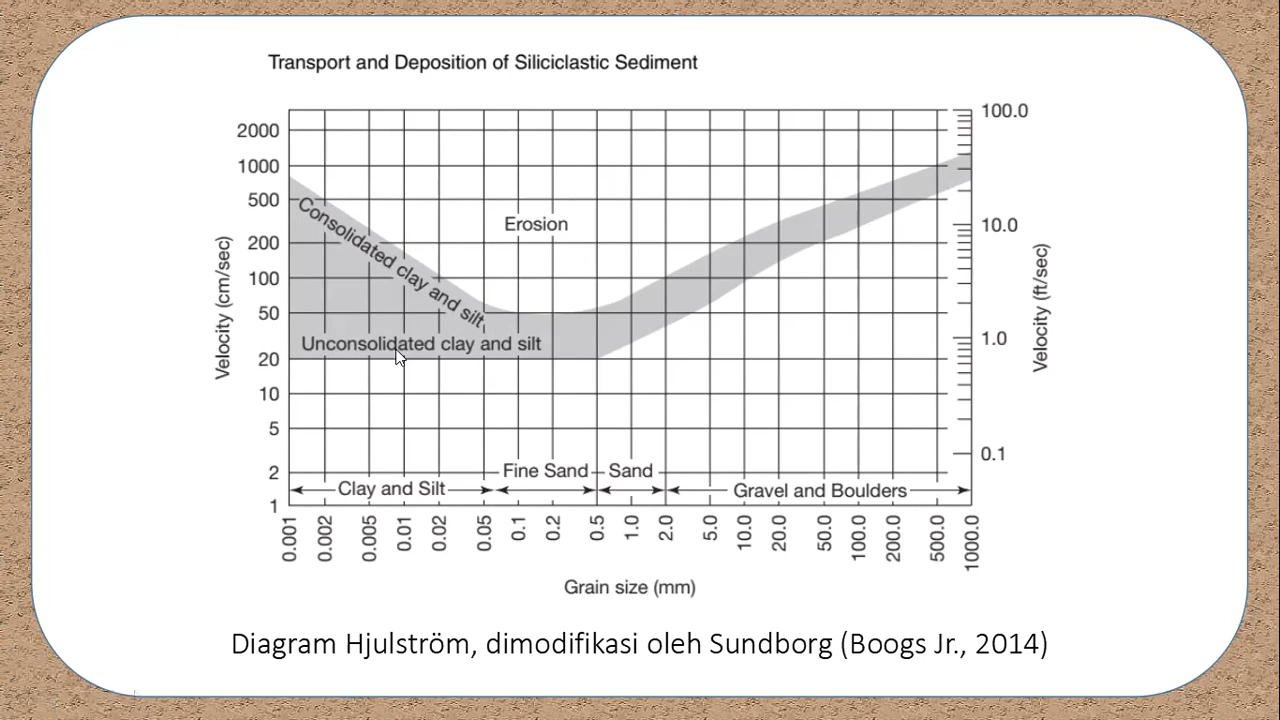 Transport and Deposition of Siliciclastic Sediment
2000
1000
500
200
100
50
20
10
5
2
1
Velocity (cm/sec)
Consolidated clay and silt
Unconsolidated clay and silt
Erosion
Fine Sand
Sand
Clay and Silt
Gravel and Boulders
100.0
10.0
1.0
0.1
Velocity (ft/sec)
0.001
0.002
0.005
0.01
0.02
0.05
0.1
0.2
0.5
1.0
2.0
5.0
10.0
20.0
50.0
100.0
200.0
500.0
1000.0
Grain size (mm)
Diagram Hjulström, dimodifikasi oleh Sundborg (Boogs Jr., 2014)